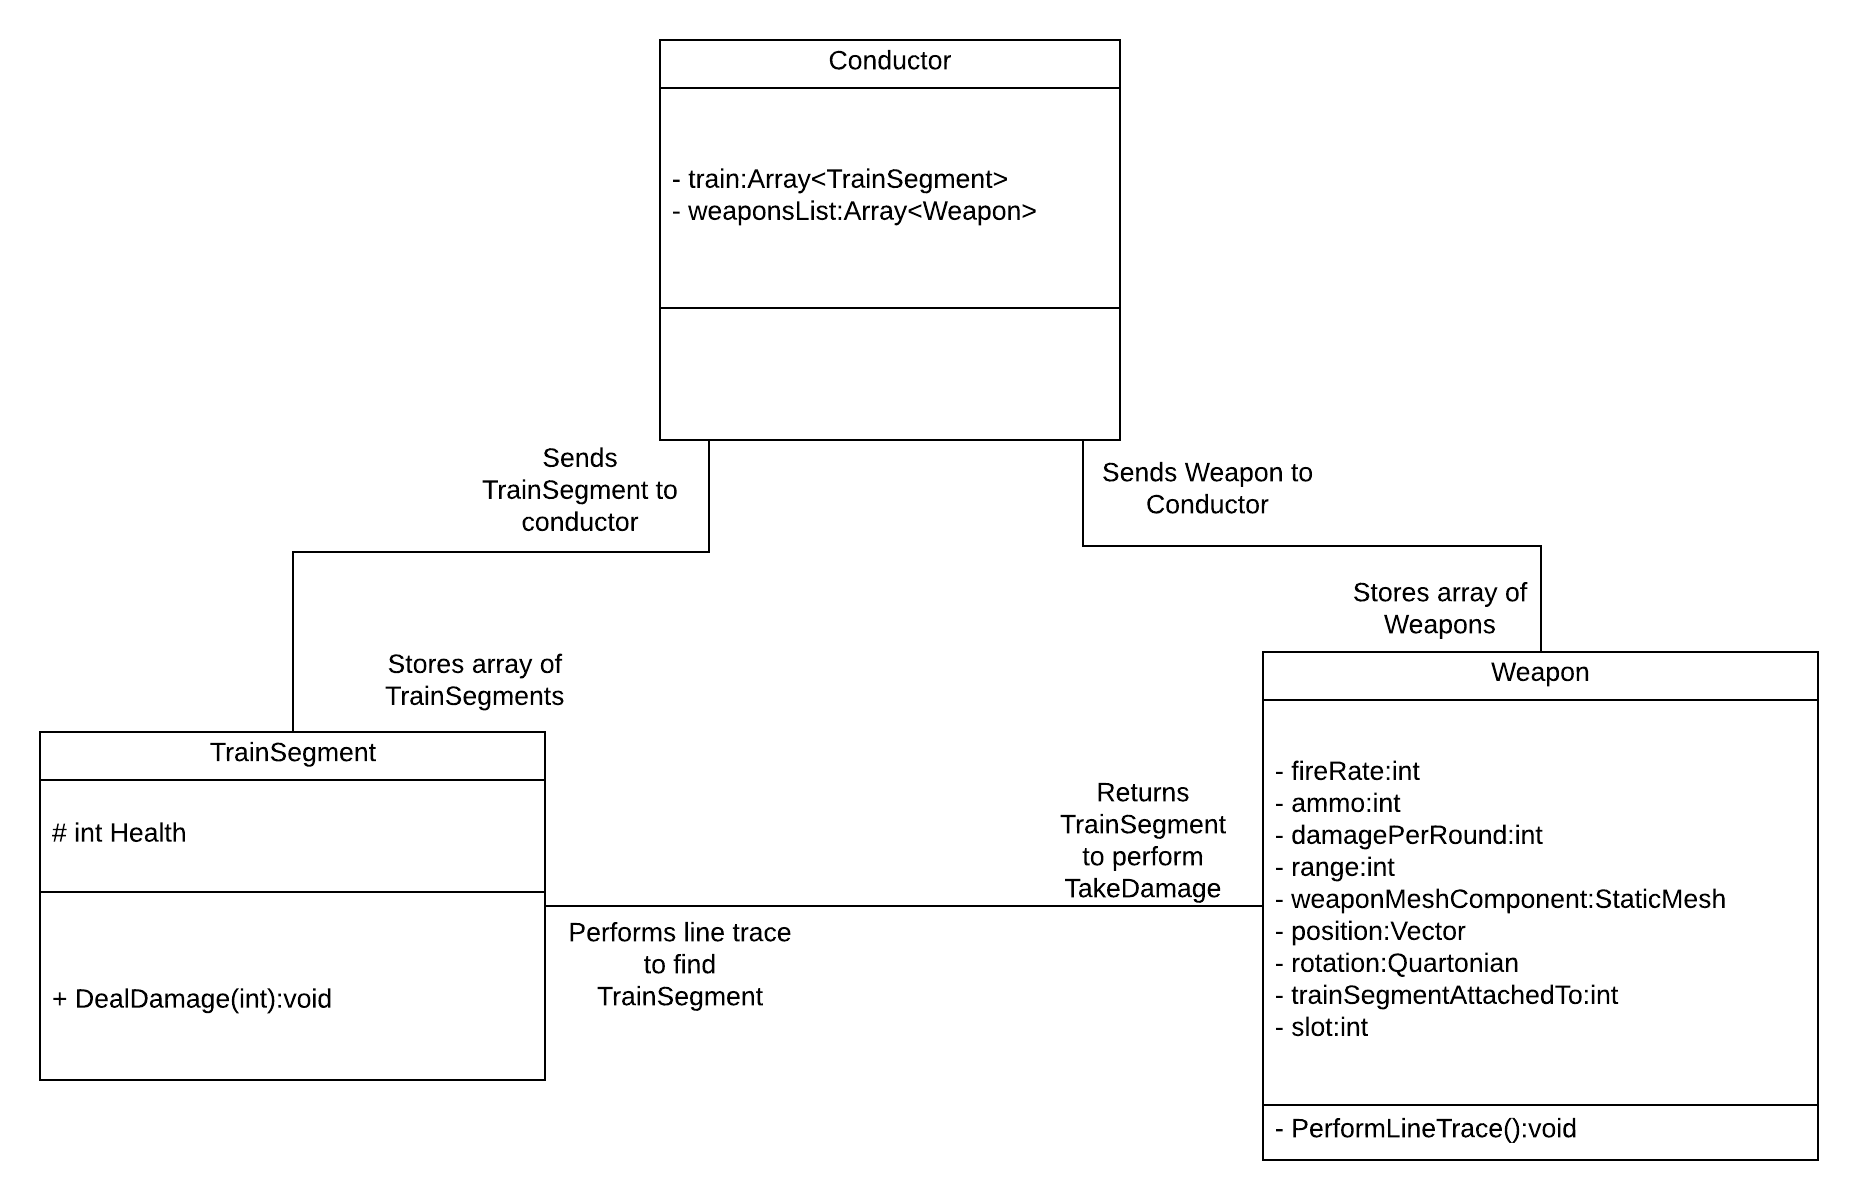 Conductor
- train:Array<TrainSegment>
- weaponsList:Array<Weapon>
Sends
TrainSegment to
conductor
Sends Weapon to
Conductor
Stores array of
Weapons
Stores array of
TrainSegments
TrainSegment
# int Health
+ DealDamage(int):void
Returns
TrainSegment
to perform
TakeDamage
Performs line trace
to find
TrainSegment
Weapon
- fireRate:int
- ammo:int
- damagePerRound:int
- range:int
- weaponMeshComponent:StaticMesh
- position:Vector
- rotation:Quartonian
- trainSegmentAttachedTo:int
- slot:int
- PerformLineTrace():void